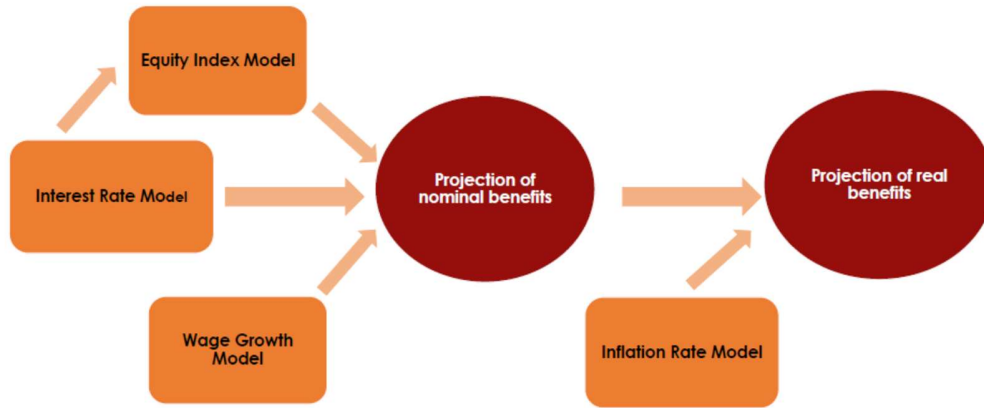 Equity Index Model
Interest Rate Model
Wage Growth
Model
Projection of
nominal benefits
Inflation Rate Model
Projection of real
benefits